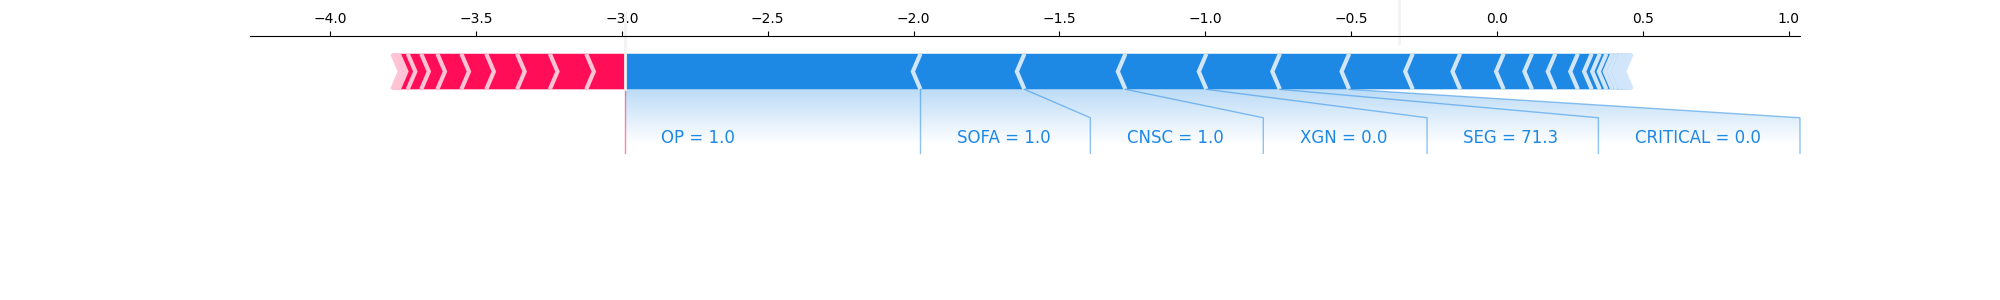 −4.0 −3.5 −3.0 −2.5 −2.0 −1.5 −1.0 −0.5 0.0 0.5 1.0
OP = 1.0 SOFA = 1.0 CNSC = 1.0 XGN = 0.0 SEG = 71.3 CRITICAL = 0.0